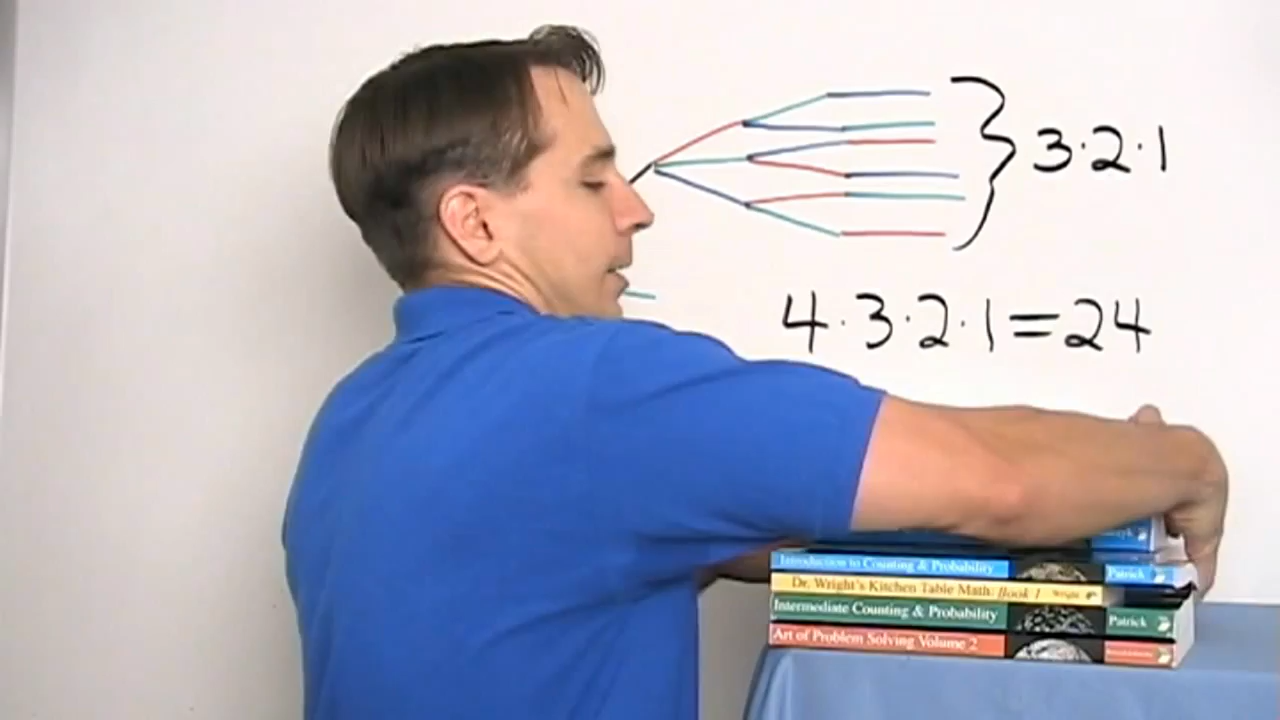 3·2·1
4·3·2·1=24
Introduction to Counting & Probability Patrick
Dr. Wright's Kitchen Table Math: Book 1 Wright
Intermediate Counting & Probability Patrick
Art of Problem Solving Volume 2